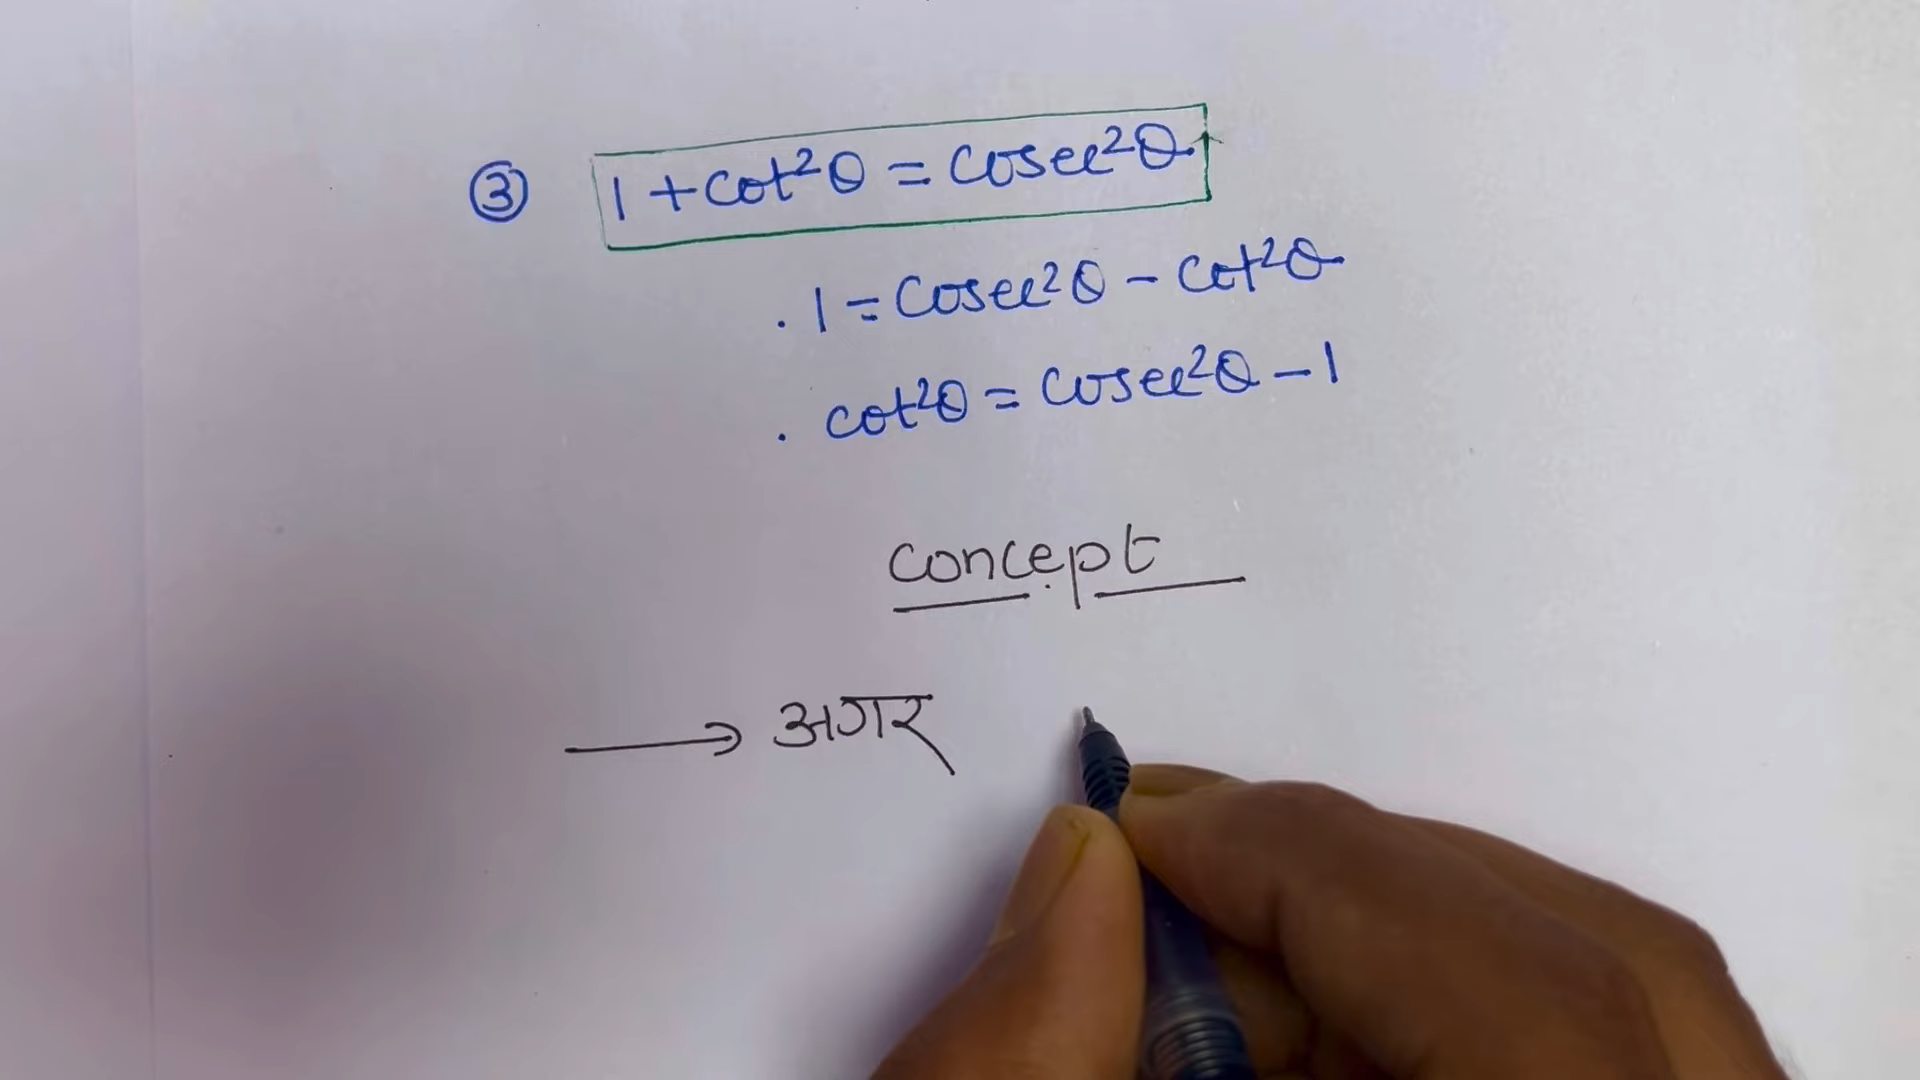 ③ 1 + cot²θ = cosec²θ.
. 1 = cosec²θ - cot²θ
. cot²θ = cosec²θ - 1
concept
→ अगर